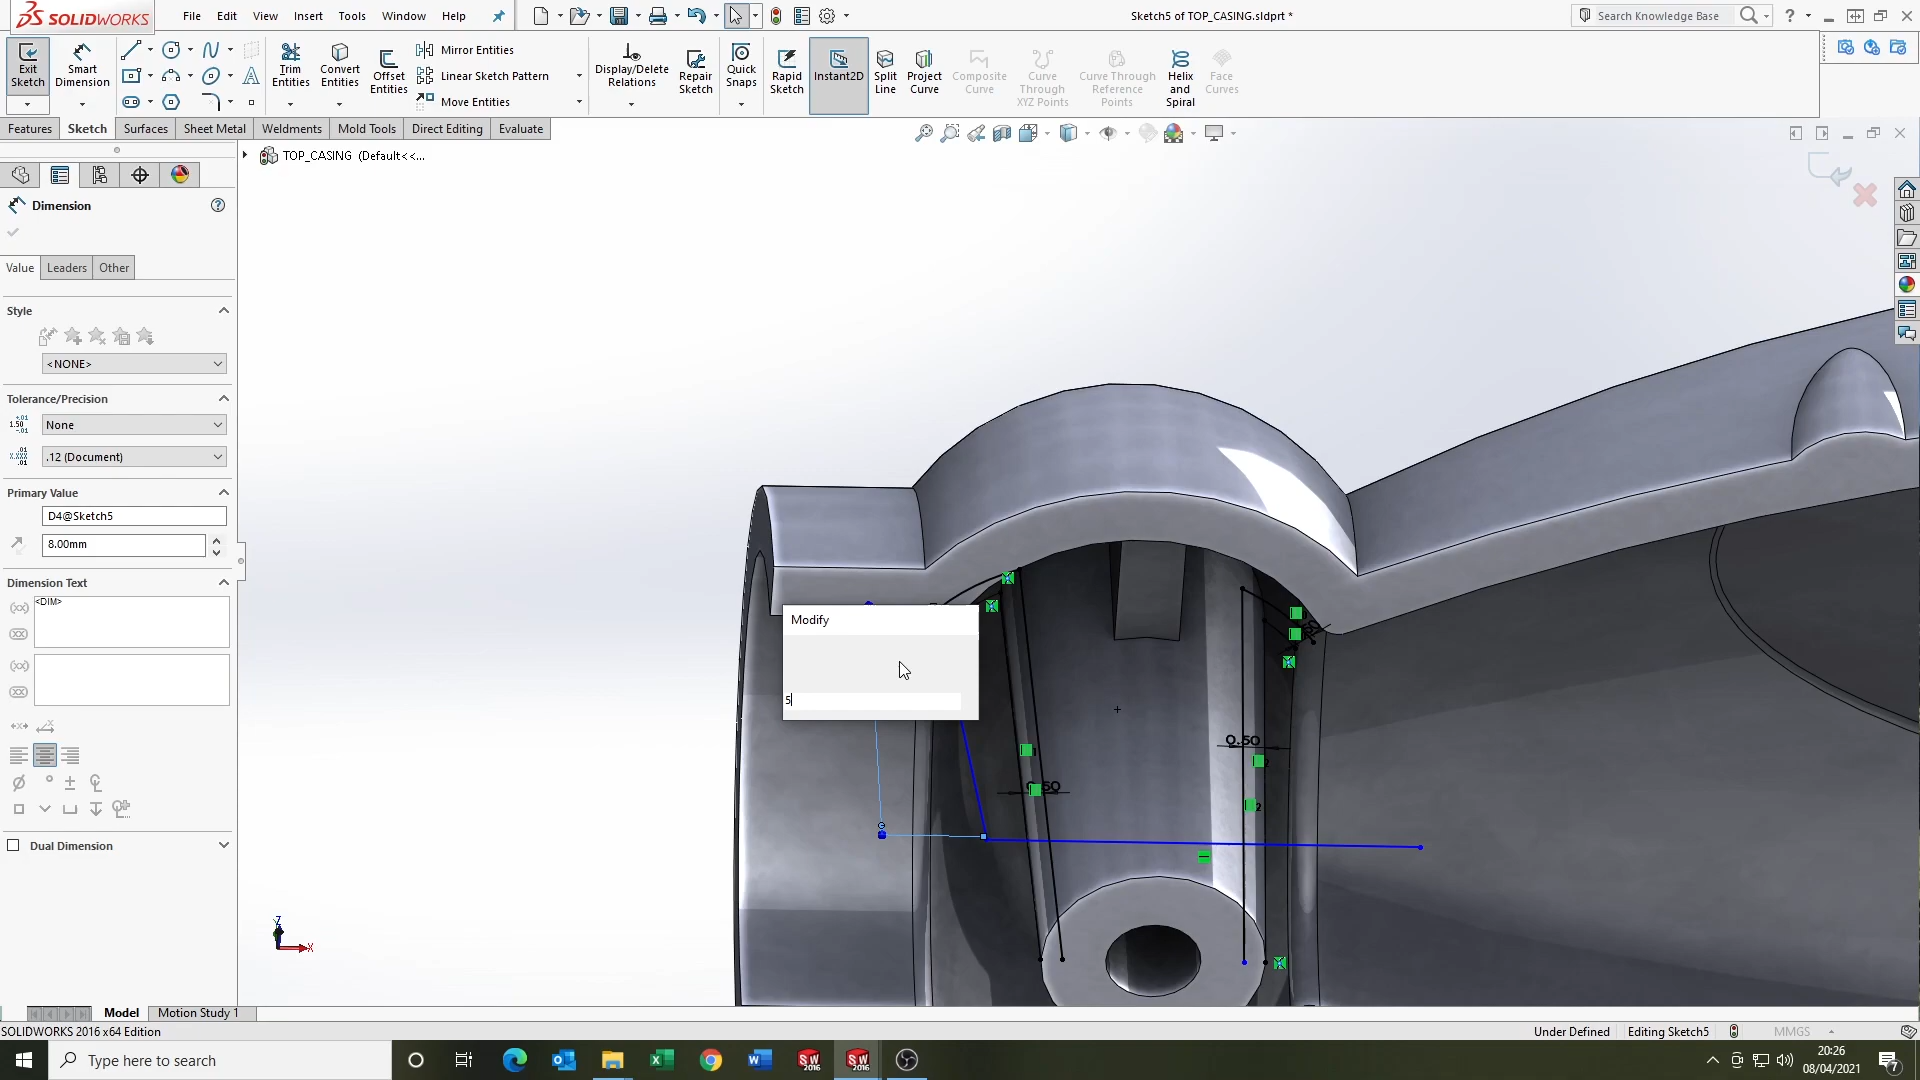 SOLIDWORKS
File Edit View Insert Tools Window Help
Sketch5 of TOP_CASING.sldprt *
Search Knowledge Base
Exit Sketch
Smart Dimension
Trim Entities
Convert Entities
Offset Entities
Mirror Entities
Linear Sketch Pattern
Move Entities
Display/Delete Relations
Repair Sketch
Quick Snaps
Rapid Sketch
Instant2D
Split Line
Project Curve
Composite Curve
Curve Through XYZ Points
Curve Through Reference Points
Helix and Spiral
Face Curves
Features Sketch Surfaces Sheet Metal Weldments Mold Tools Direct Editing Evaluate
TOP_CASING (Default<<...
Dimension
Value Leaders Other
Style
<NONE>
Tolerance/Precision
None
.12 (Document)
Primary Value
D4@Sketch5
8.00mm
Dimension Text
<DIM>
Dual Dimension
Modify
5
0.50
Z
X
Model Motion Study 1
SOLIDWORKS 2016 x64 Edition
Under Defined Editing Sketch5 MMGS
Type here to search
20:26
08/04/2021
7